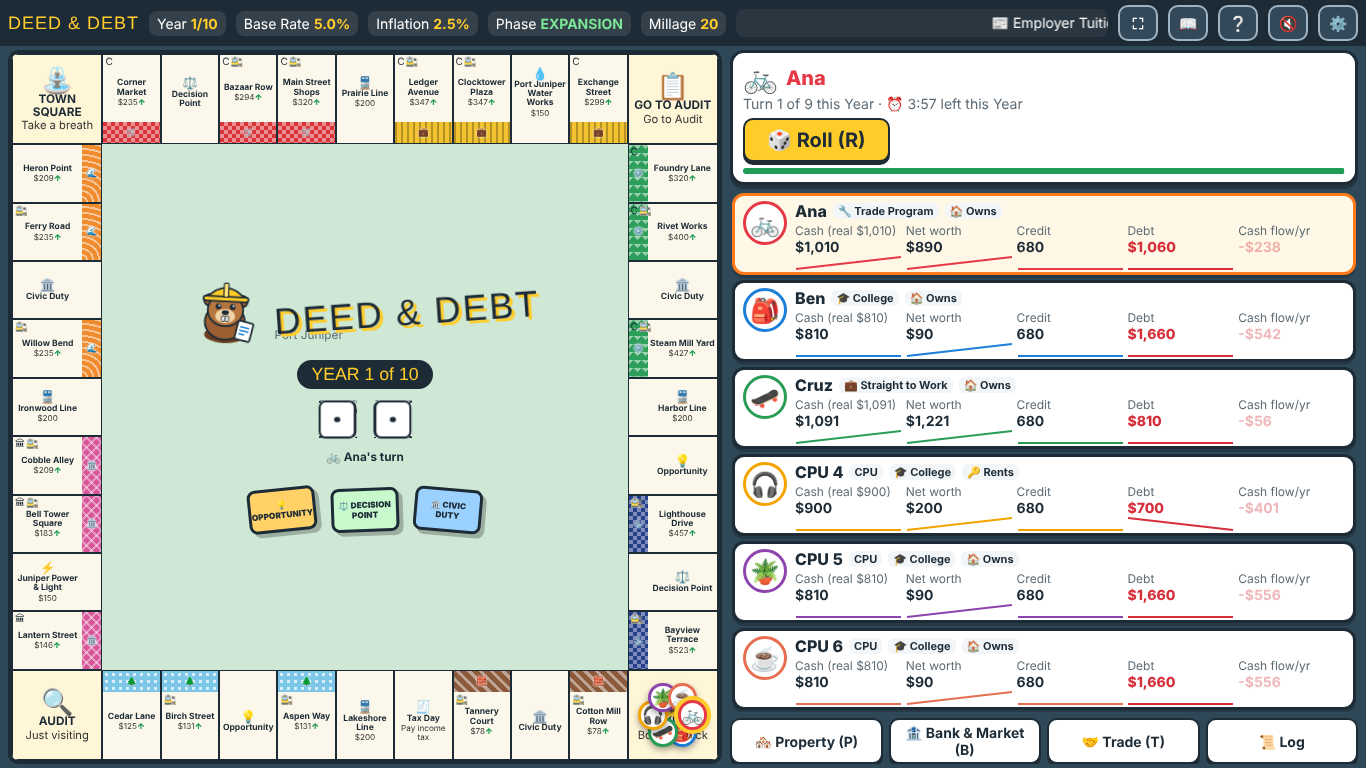 DEED & DEBT
Year 1/10
Base Rate 5.0%
Inflation 2.5%
Phase EXPANSION
Millage 20
Employer
TOWN SQUARE
Take a breath
C
Corner Market
$235↑
Decision Point
C
Bazaar Row
$294↑
C
Main Street Shops
$320↑
Prairie Line
$200
C
Ledger Avenue
$347↑
C
Clocktower Plaza
$347↑
Port Juniper Water Works
$150
C
Exchange Street
$299↑
GO TO AUDIT
Go to Audit
Heron Point
$209↑
Ferry Road
$235↑
Civic Duty
Willow Bend
$235↑
Ironwood Line
$200
Cobble Alley
$209↑
Bell Tower Square
$183↑
Juniper Power & Light
$150
Lantern Street
$146↑
Foundry Lane
$320↑
Rivet Works
$400↑
Civic Duty
Steam Mill Yard
$427↑
Harbor Line
$200
Opportunity
Lighthouse Drive
$457↑
Decision Point
Bayview Terrace
$523↑
DEED & DEBT
Port Juniper
YEAR 1 of 10
Ana's turn
OPPORTUNITY
DECISION POINT
CIVIC DUTY
AUDIT
Just visiting
Cedar Lane
$125↑
Birch Street
$131↑
Opportunity
Aspen Way
$131↑
Lakeshore Line
$200
Tax Day
Pay income tax
Tannery Court
$78↑
Civic Duty
Cotton Mill Row
$78↑
Ana
Turn 1 of 9 this Year · ⏰ 3:57 left this Year
Roll (R)
Ana Trade Program Owns
Cash (real $1,010) Net worth Credit Debt Cash flow/yr
$1,010 $890 680 $1,060 -$238
Ben College Owns
Cash (real $810) Net worth Credit Debt Cash flow/yr
$810 $90 680 $1,660 -$542
Cruz Straight to Work Owns
Cash (real $1,091) Net worth Credit Debt Cash flow/yr
$1,091 $1,221 680 $810 -$56
CPU 4 CPU College Rents
Cash (real $900) Net worth Credit Debt Cash flow/yr
$900 $200 680 $700 -$401
CPU 5 CPU College Owns
Cash (real $810) Net worth Credit Debt Cash flow/yr
$810 $90 680 $1,660 -$556
CPU 6 CPU College Owns
Cash (real $810) Net worth Credit Debt Cash flow/yr
$810 $90 680 $1,660 -$556
Property (P)
Bank & Market (B)
Trade (T)
Log